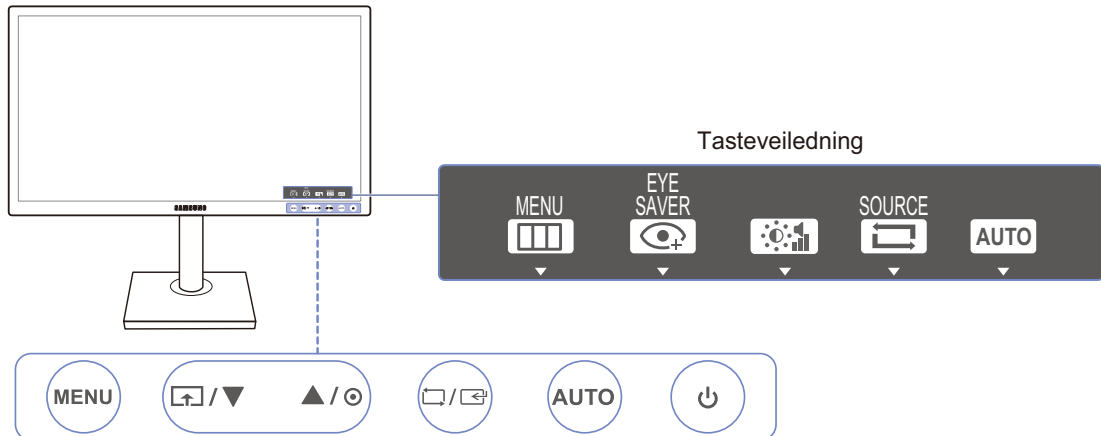 SAMSUNG
Tasteveiledning
MENU
EYE
SAVER
SOURCE
AUTO
MENU
/▼
▲/
/
AUTO